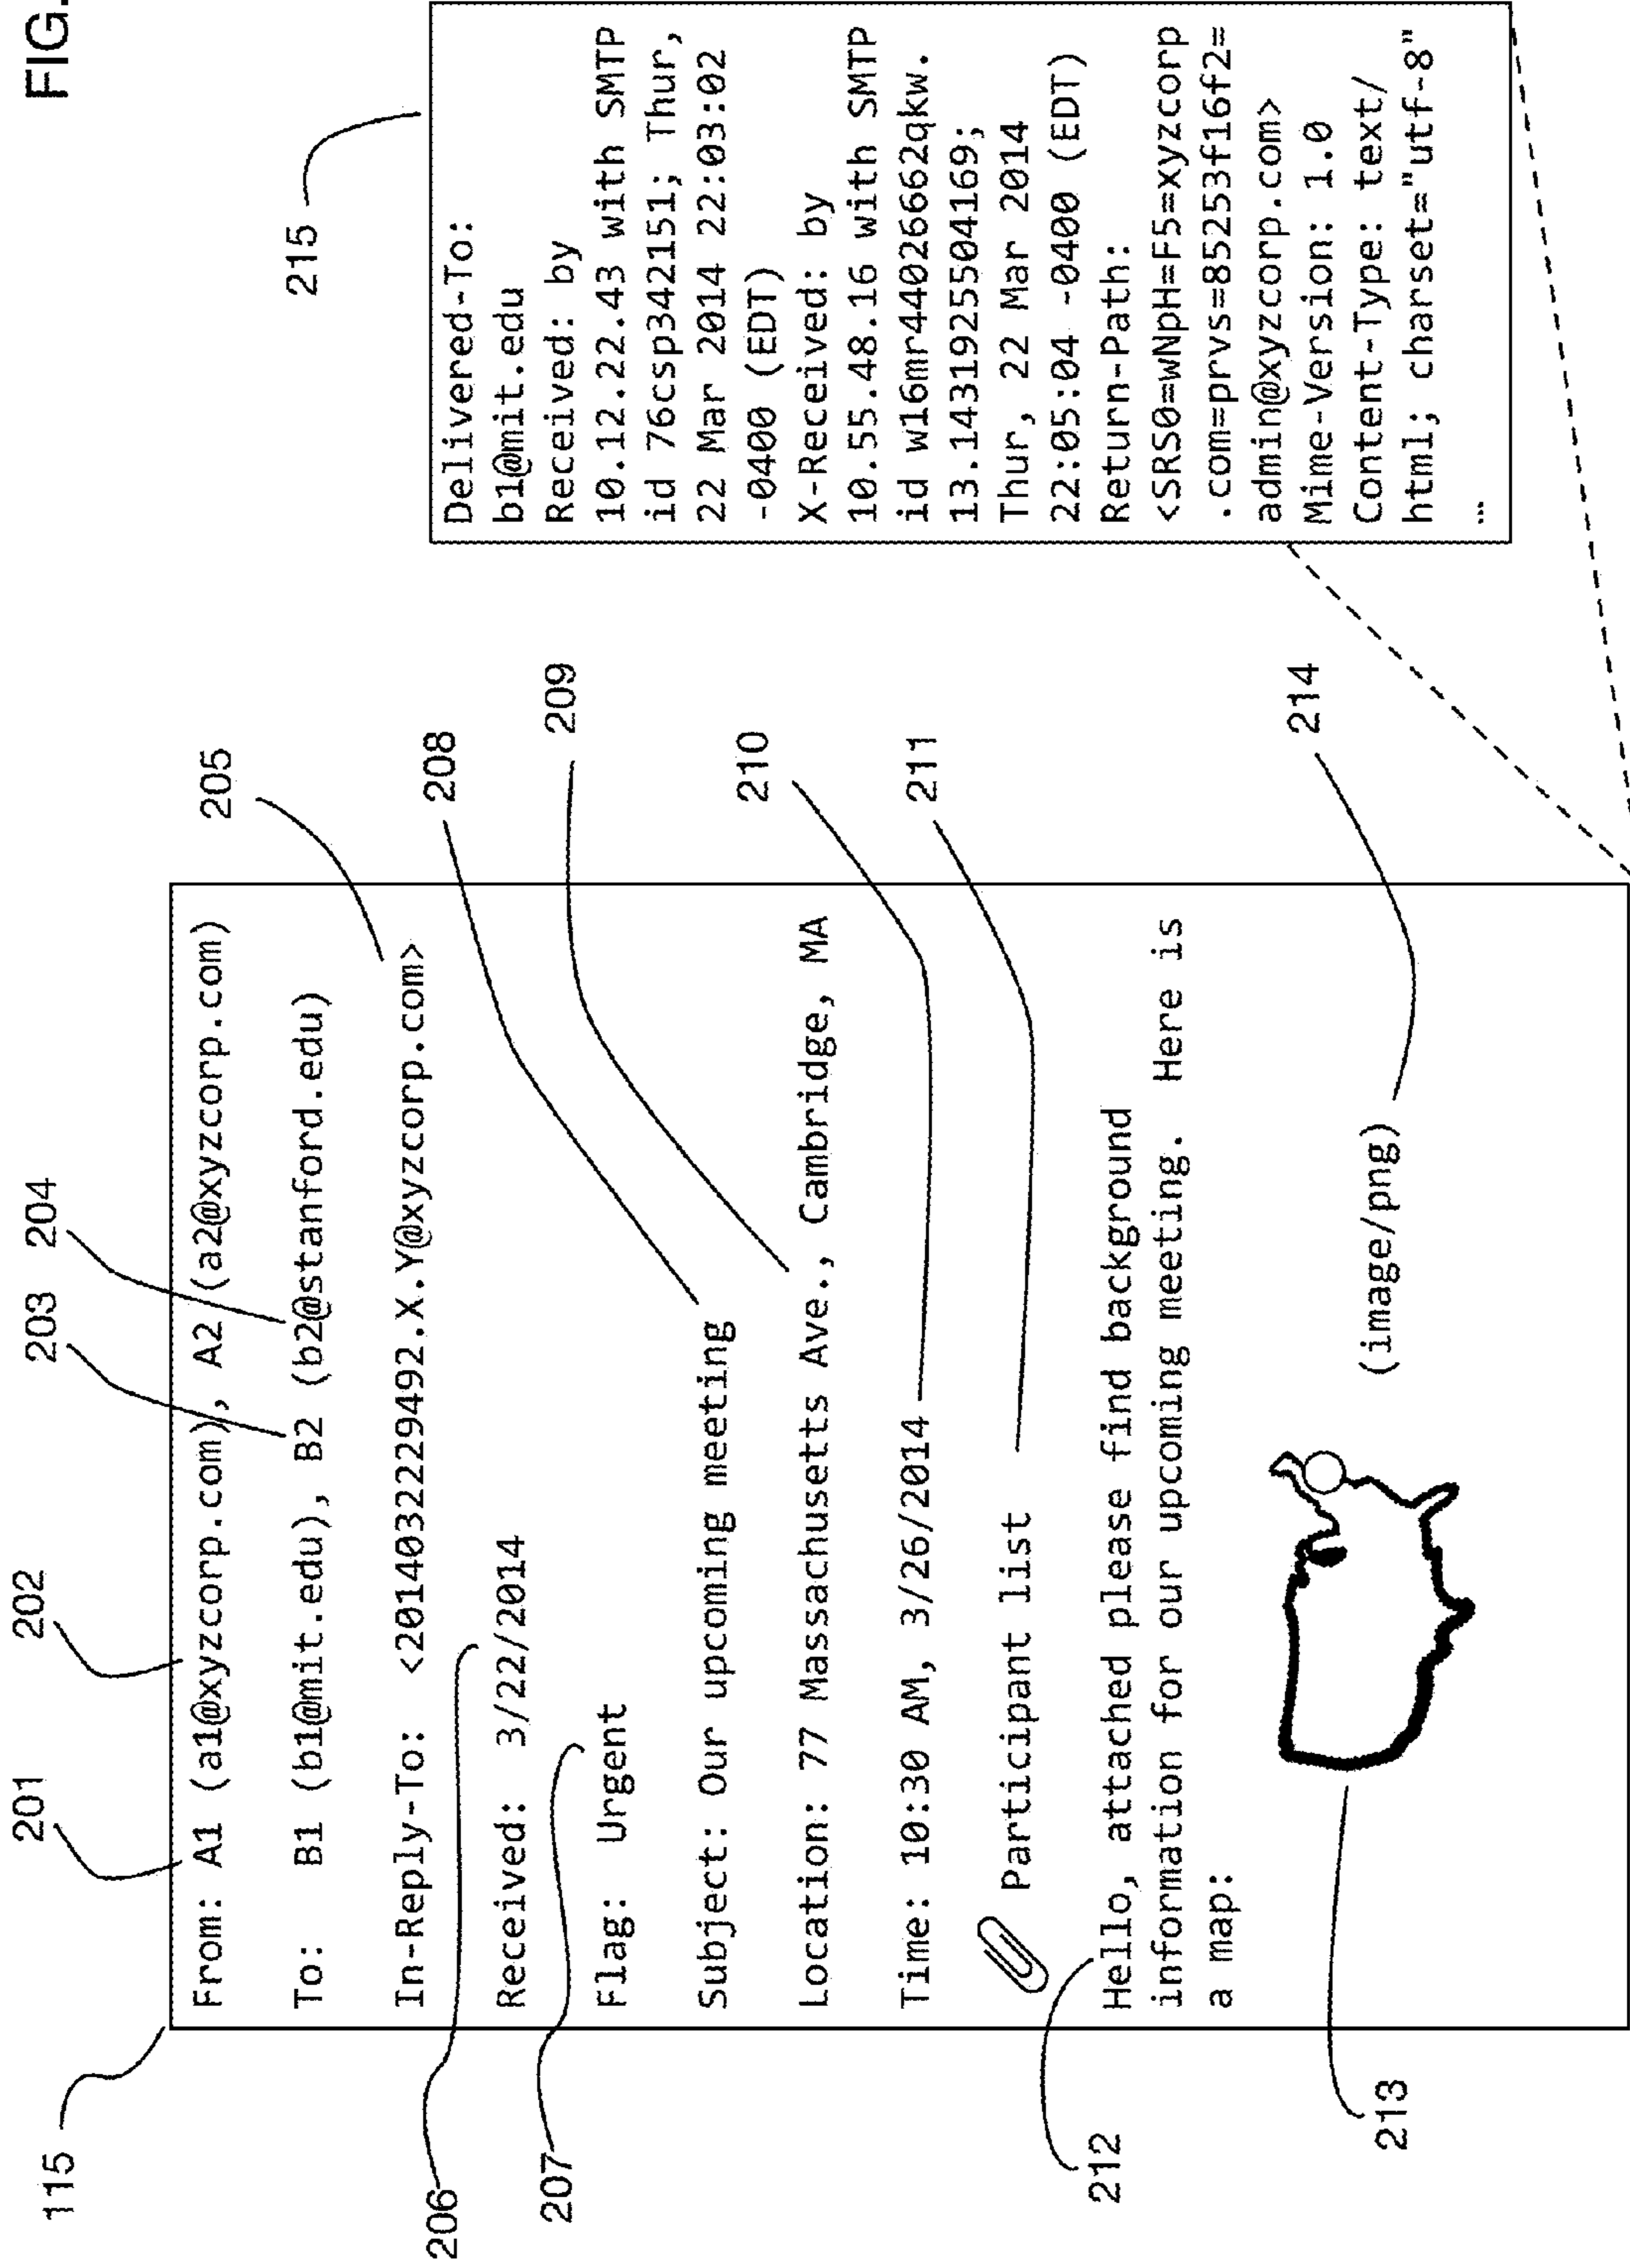 FIG.
115
201
202
203
204
205
206
207
208
209
210
211
212
213
214
215
From: A1 (a1@xyzcorp.com), A2 (a2@xyzcorp.com)
To: B1 (b1@mit.edu), B2 (b2@stanford.edu)
In-Reply-To: <20140322229492.X.Y@xyzcorp.com>
Received: 3/22/2014
Flag: Urgent
Subject: Our upcoming meeting
Location: 77 Massachusetts Ave., Cambridge, MA
Time: 10:30 AM, 3/26/2014
Participant list
Hello, attached please find background
information for our upcoming meeting. Here is
a map:
(image/png)
Delivered-To:
b1@mit.edu
Received: by
10.12.22.43 with SMTP
id 76csp342151; Thur,
22 Mar 2014 22:03:02
-0400 (EDT)
X-Received: by
10.55.48.16 with SMTP
id w16mr44026662qkw.
13.1431925504169;
Thur, 22 Mar 2014
22:05:04 -0400 (EDT)
Return-Path:
<SRS0=wNpH=F5=xyzcorp
.com=prvs=85253f16f2=
admin@xyzcorp.com>
Mime-Version: 1.0
Content-Type: text/
html; charset="utf-8"
…